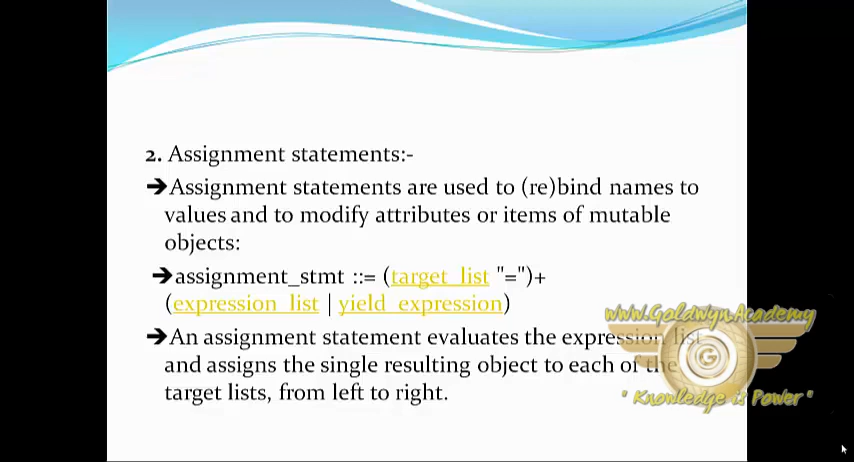 2. Assignment statements:-
➔Assignment statements are used to (re)bind names to
values and to modify attributes or items of mutable
objects:
➔assignment_stmt ::= (target_list "=")+
(expression_list | yield_expression)
➔An assignment statement evaluates the expression list
and assigns the single resulting object to each of the
target lists, from left to right.
www.Goldwyn.Academy
G
" Knowledge is Power "